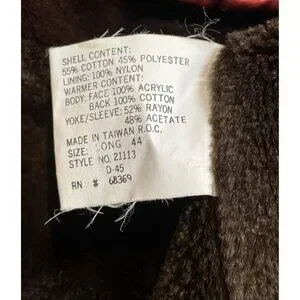 SHELL CONTENT:
55% COTTON 45% POLYESTER
LINING: 100% NYLON
WARMER CONTENT:
BODY: FACE 100% ACRYLIC
BACK 100% COTTON
YOKE/SLEEVE: 52% RAYON
48% ACETATE
MADE IN TAIWAN R.O.C.
SIZE: LONG 44
STYLE NO. 21113
D-45
RN # 68369